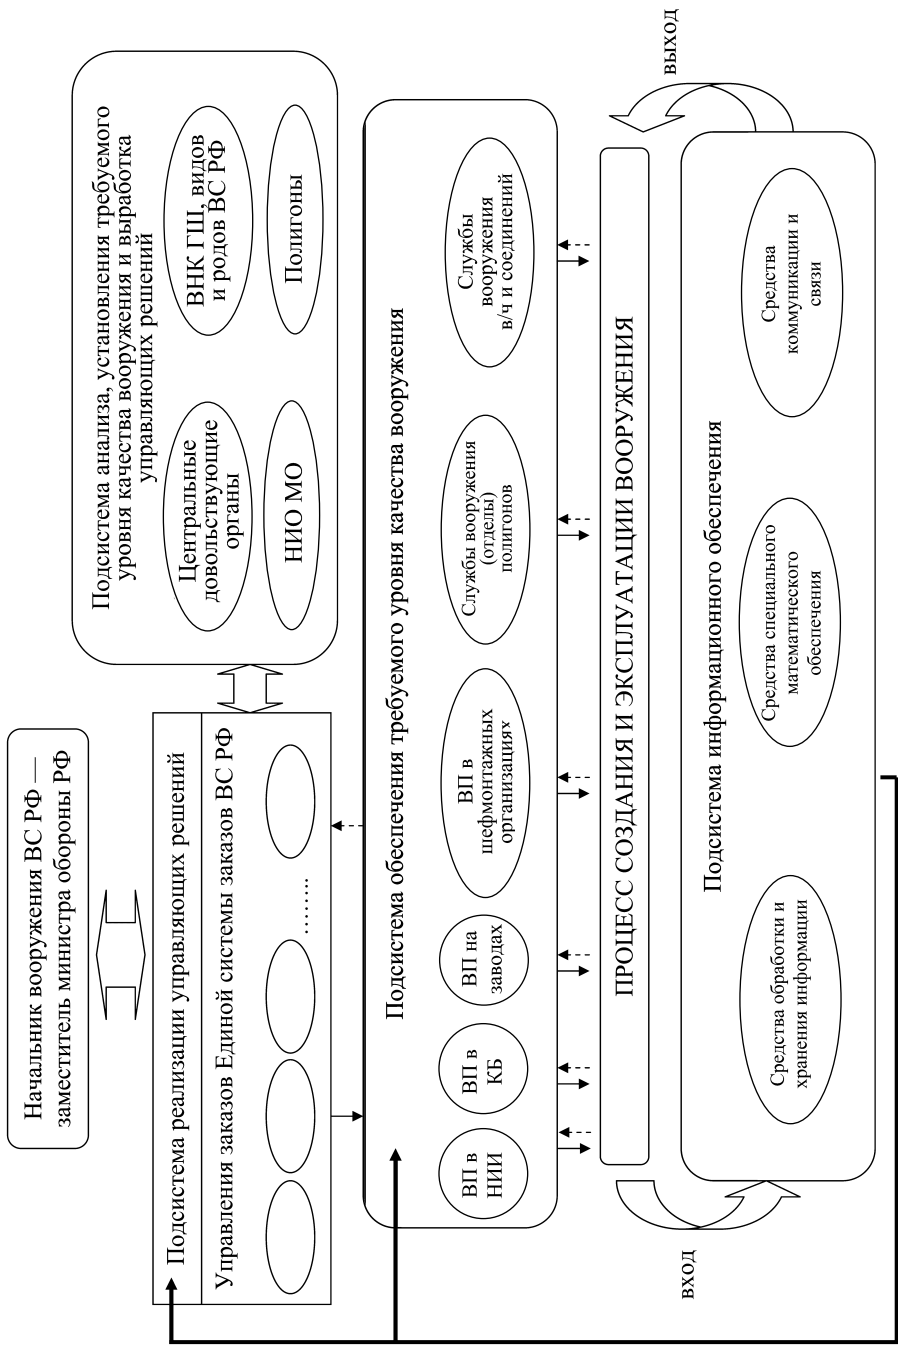 Начальник вооружения ВС РФ —
заместитель министра обороны РФ
Подсистема реализации управляющих решений
Управления заказов Единой системы заказов ВС РФ
........
Подсистема анализа, установления требуемого
уровня качества вооружения и выработка
управляющих решений
Центральные
довольствующие
органы
ВНК ГШ, видов
и родов ВС РФ
НИО МО
Полигоны
Подсистема обеспечения требуемого уровня качества вооружения
ВП в
НИИ
ВП в
КБ
ВП на
заводах
ВП в
шефмонтажных
организациях
Службы вооружения
(отделы)
полигонов
Службы
вооружения
в/ч и соединений
ПРОЦЕСС СОЗДАНИЯ И ЭКСПЛУАТАЦИИ ВООРУЖЕНИЯ
вход
выход
Подсистема информационного обеспечения
Средства обработки и
хранения информации
Средства специального
математического
обеспечения
Средства
коммуникации и
связи